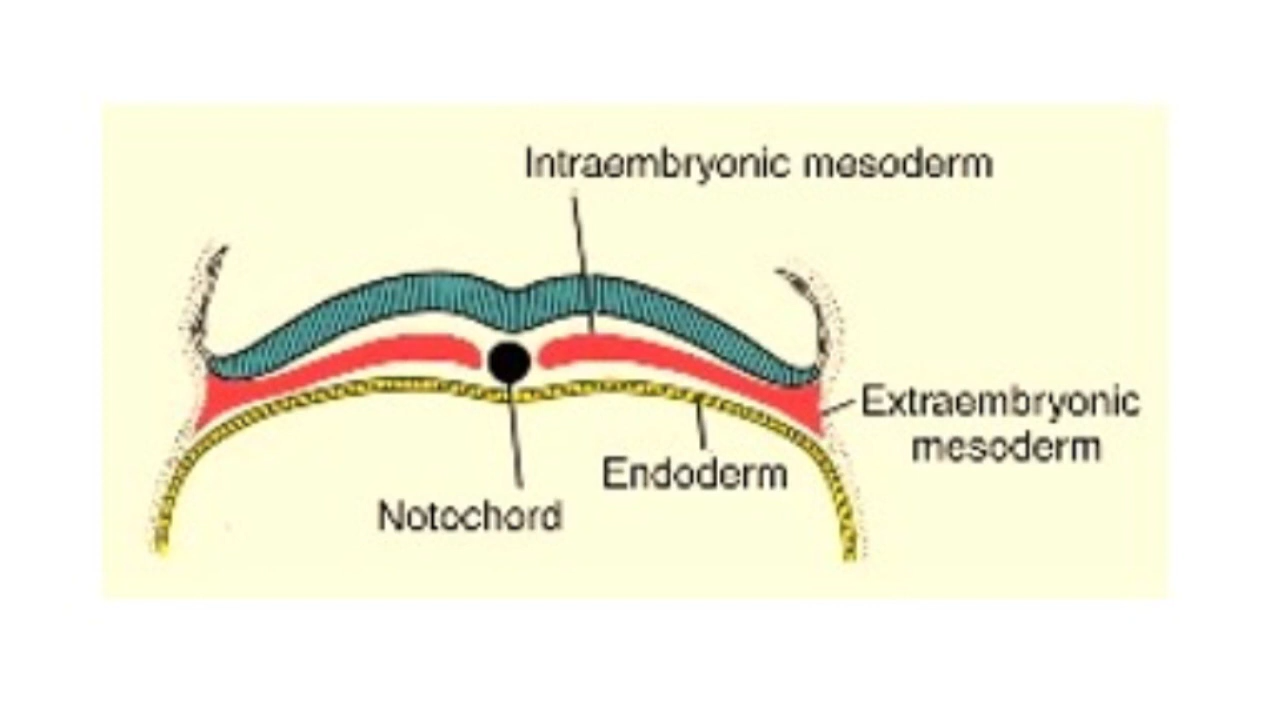 Intraembryonic mesoderm
Extraembryonic
mesoderm
Endoderm
Notochord